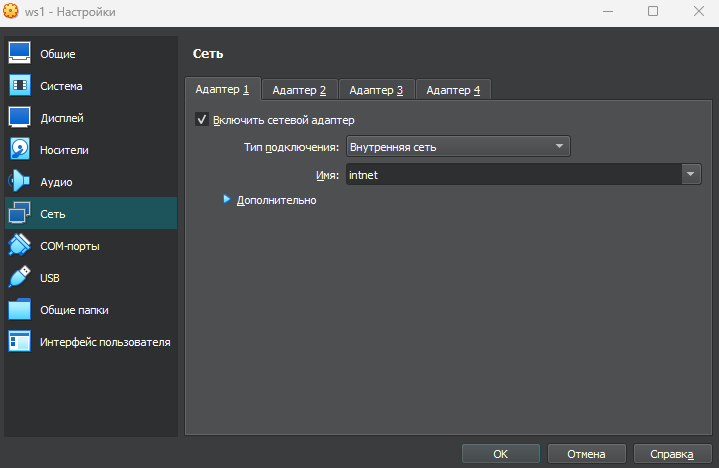 ws1 - Настройки
Общие
Система
Дисплей
Носители
Аудио
Сеть
COM-порты
USB
Общие папки
Интерфейс пользователя
Сеть
Адаптер 1 Адаптер 2 Адаптер 3 Адаптер 4
Включить сетевой адаптер
Тип подключения: Внутренняя сеть
Имя: intnet
Дополнительно
OK Отмена Справка